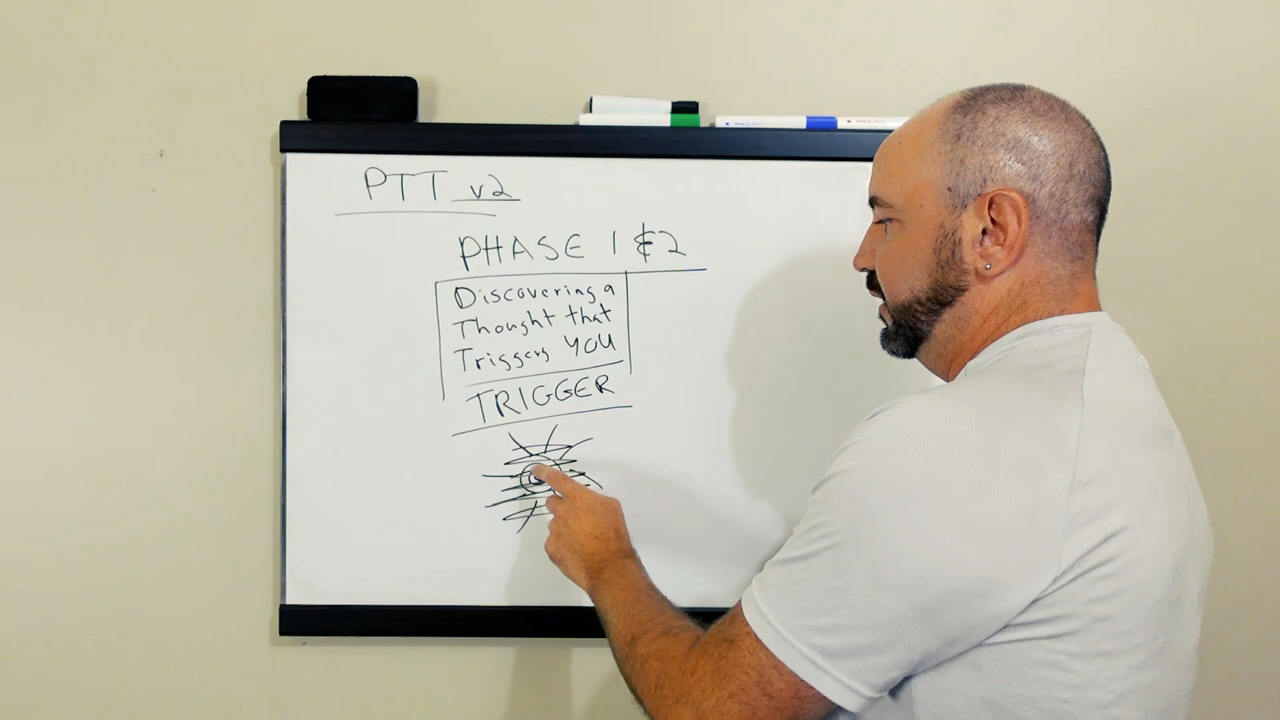 PTT v2
PHASE 1 & 2
Discovering a
Thought that
Triggers YOU
TRIGGER